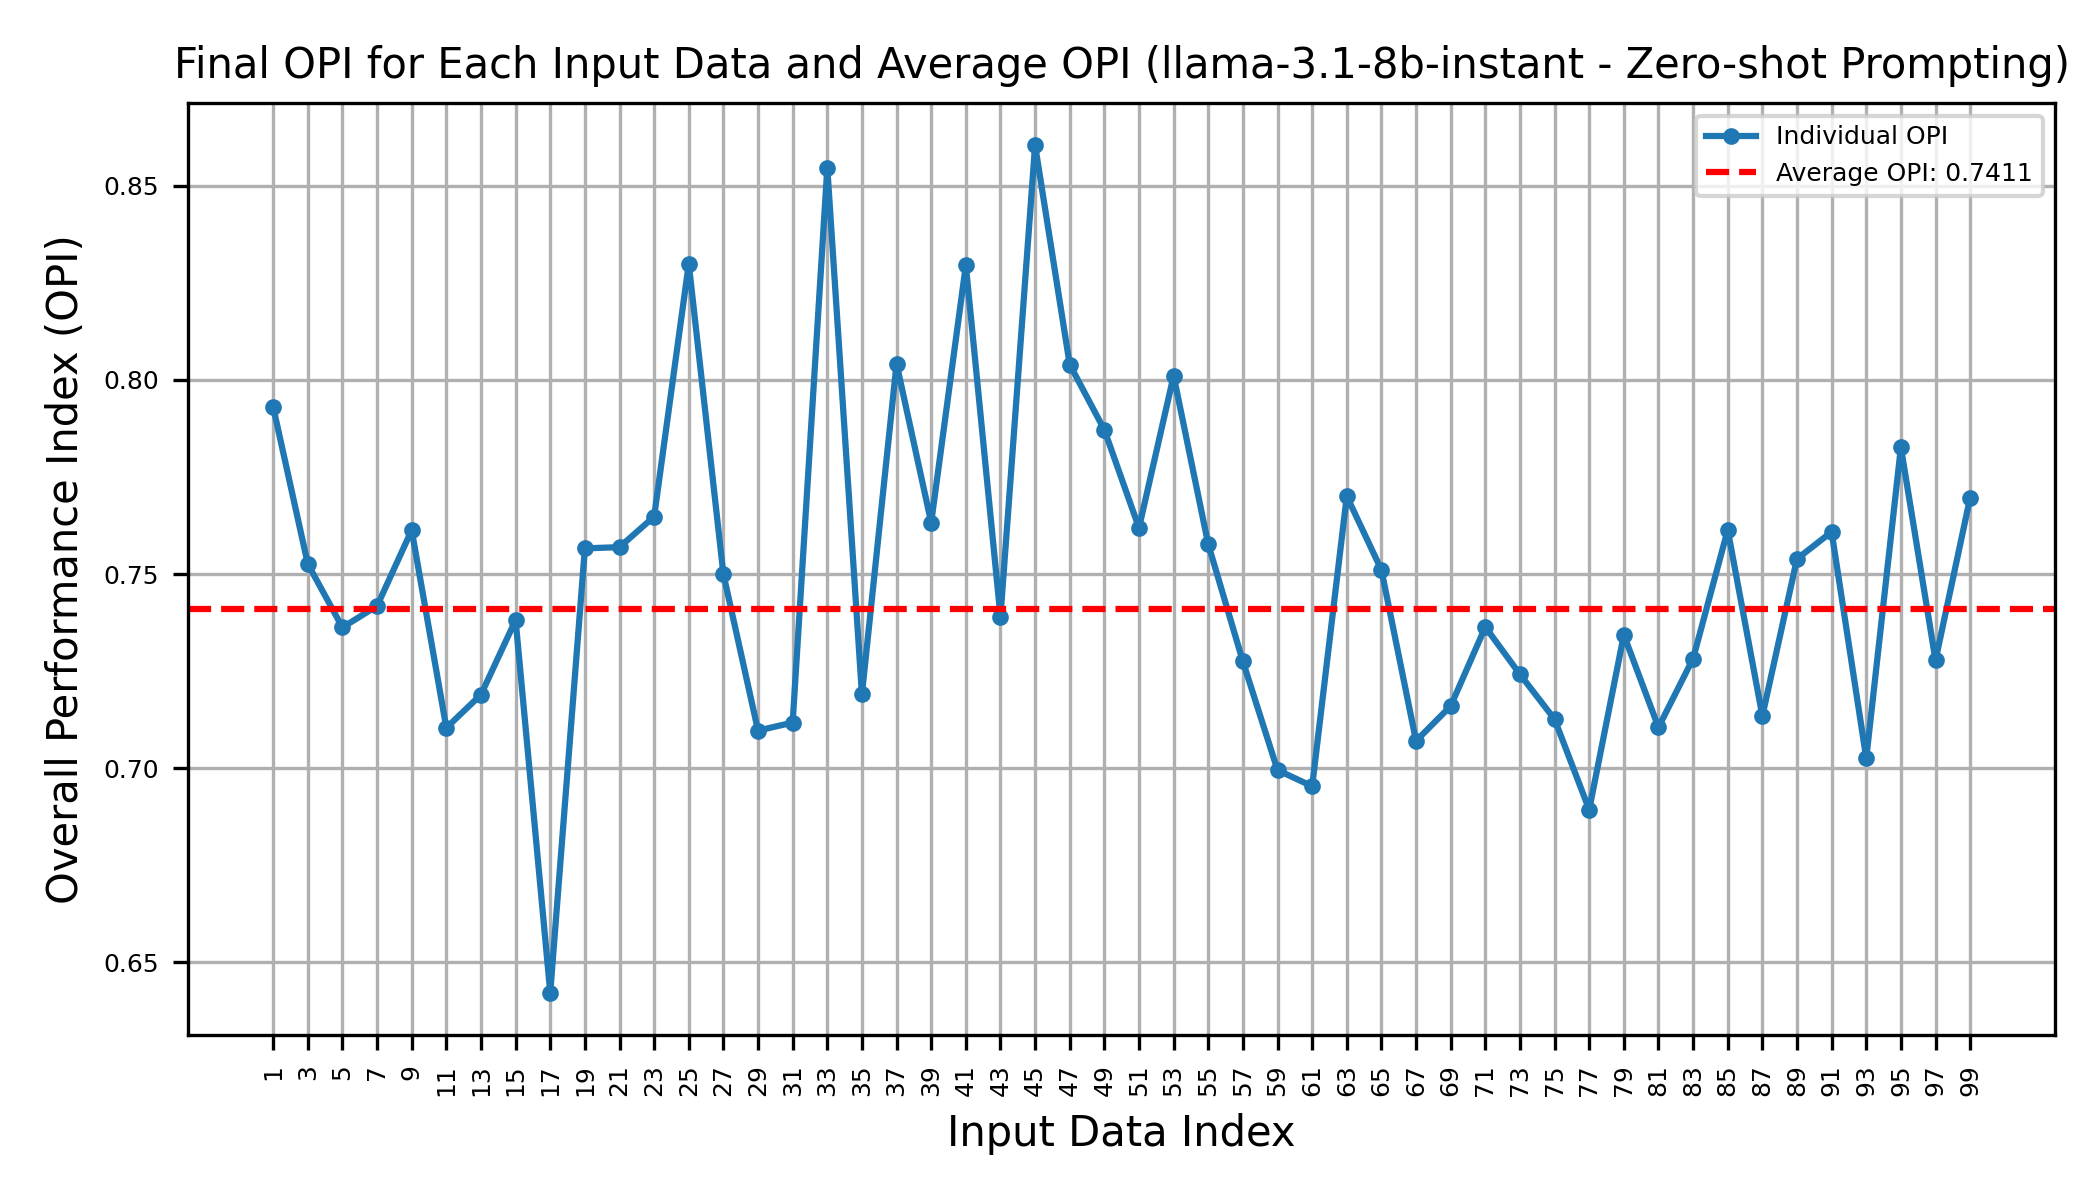 Final OPI for Each Input Data and Average OPI (llama-3.1-8b-instant - Zero-shot Prompting)
Individual OPI
Average OPI: 0.7411
Overall Performance Index (OPI)
0.85
0.80
0.75
0.70
0.65
1 3 5 7 9 11 13 15 17 19 21 23 25 27 29 31 33 35 37 39 41 43 45 47 49 51 53 55 57 59 61 63 65 67 69 71 73 75 77 79 81 83 85 87 89 91 93 95 97 99
Input Data Index